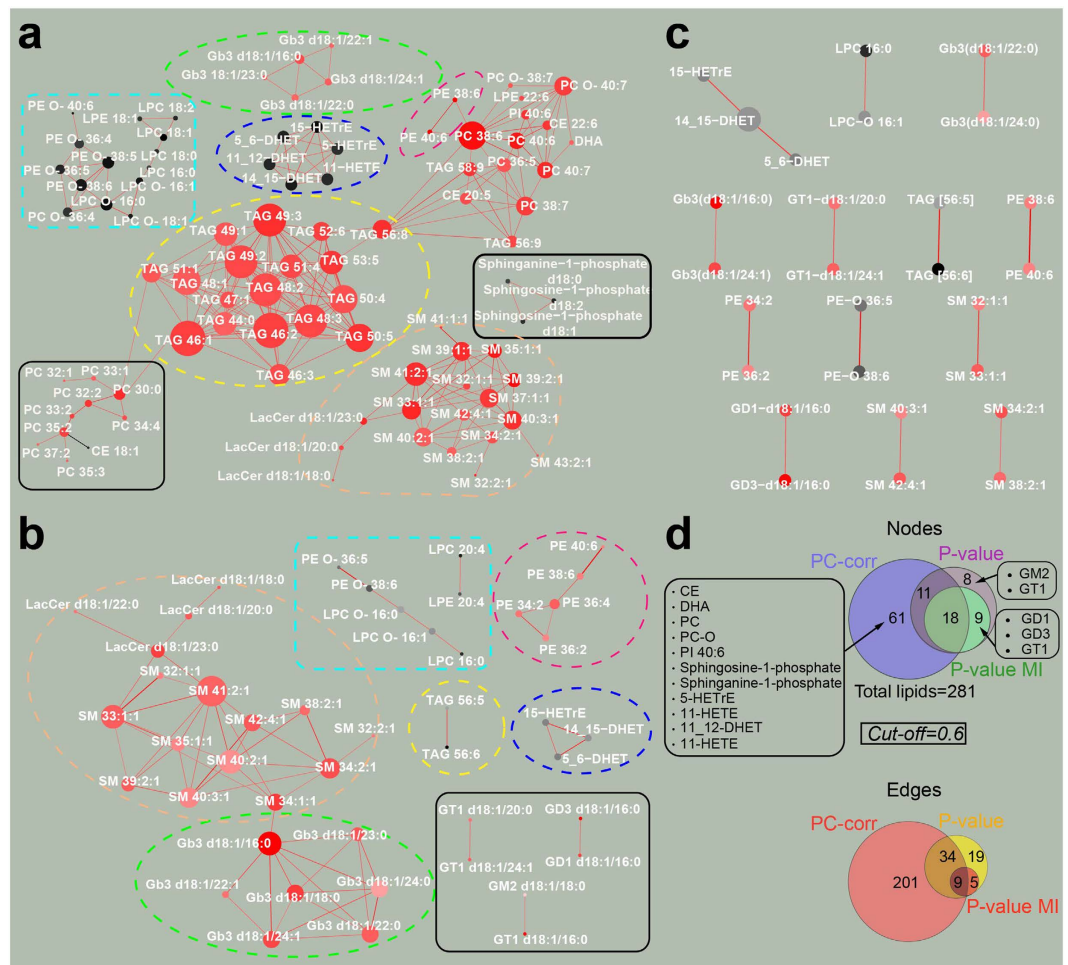 a
Gb3 d18:1/22:1
Gb3 d18:1/16:0
Gb3 18:1/23:0
Gb3 d18:1/24:1
Gb3 d18:1/22:0
PE O- 40:6
LPC 18:2
LPE 18:1
PE O- 36:4
LPC 18:1
PE O- 38:5
LPC 18:0
PE O- 36:5
LPC 16:0
PE O- 38:6
LPC O- 16:1
LPC O- 16:0
PC O- 36:4
LPC O- 18:1
15-HETrE
5_6-DHET
5-HETrE
11_12-DHET
11-HETE
14_15-DHET
PE 38:6
PE 40:6
PC O- 38:7
PC O- 40:7
LPE 22:6
PI 40:6
CE 22:6
PC 38:6
PC 40:6
DHA
TAG 58:9
PC 36:5
PC 40:7
CE 20:5
PC 38:7
TAG 56:8
TAG 56:9
TAG 49:3
TAG 49:1
TAG 52:6
TAG 49:2
TAG 53:5
TAG 51:1
TAG 51:4
TAG 48:1
TAG 48:2
TAG 47:1
TAG 50:4
TAG 44:0
TAG 48:3
TAG 46:1
TAG 46:2
TAG 50:5
TAG 46:3
Sphinganine-1-phosphate
d18:0
Sphingosine-1-phosphate
d18:2
Sphingosine-1-phosphate
d18:1
SM 41:1:1
SM 39:1:1
SM 35:1:1
SM 41:2:1
SM 32:1:1
SM 39:2:1
SM 33:1:1
SM 37:1:1
SM 42:4:1
SM 40:3:1
SM 40:2:1
SM 34:2:1
SM 38:2:1
SM 43:2:1
SM 32:2:1
LacCer d18:1/23:0
LacCer d18:1/20:0
LacCer d18:1/18:0
PC 32:1
PC 33:1
PC 32:2
PC 30:0
PC 33:2
PC 35:2
PC 34:4
PC 37:2
CE 18:1
PC 35:3
b
LacCer d18:1/18:0
LacCer d18:1/22:0
LacCer d18:1/20:0
LacCer d18:1/23:0
SM 32:1:1
SM 41:2:1
SM 38:2:1
SM 33:1:1
SM 42:4:1
SM 32:2:1
SM 35:1:1
SM 40:2:1
SM 34:2:1
SM 39:2:1
SM 40:3:1
SM 34:1:1
Gb3 d18:1/23:0
Gb3 d18:1/16:0
Gb3 d18:1/22:1
Gb3 d18:1/24:0
Gb3 d18:1/18:0
Gb3 d18:1/22:0
Gb3 d18:1/24:1
PE O- 36:5
LPC 20:4
PE O- 38:6
LPE 20:4
LPC O- 16:0
LPC O- 16:1
LPC 16:0
PE 40:6
PE 38:6
PE 34:2
PE 36:4
PE 36:2
TAG 56:5
TAG 56:6
15-HETrE
14_15-DHET
5_6-DHET
GT1 d18:1/20:0
GD3 d18:1/16:0
GT1 d18:1/24:1
GD1 d18:1/16:0
GM2 d18:1/18:0
GT1 d18:1/16:0
c
15-HETrE
LPC 16:0
Gb3(d18:1/22:0)
14_15-DHET
LPC-O 16:1
Gb3(d18:1/24:0)
5_6-DHET
Gb3(d18:1/16:0)
GT1-d18:1/20:0
TAG [56:5]
PE 38:6
Gb3(d18:1/24:1)
GT1-d18:1/24:1
TAG [56:6]
PE 40:6
PE 34:2
PE-O 36:5
SM 32:1:1
PE 36:2
PE-O 38:6
SM 33:1:1
GD1-d18:1/16:0
SM 40:3:1
SM 34:2:1
GD3-d18:1/16:0
SM 42:4:1
SM 38:2:1
d
Nodes
PC-corr
P-value
8
11
61
18
9
P-value MI
Total lipids=281
• GM2
• GT1
• GD1
• GD3
• GT1
• CE
• DHA
• PC
• PC-O
• PI 40:6
• Sphingosine-1-phosphate
• Sphinganine-1-phosphate
• 5-HETrE
• 11-HETE
• 11_12-DHET
• 11-HETE
Cut-off=0.6
Edges
PC-corr
P-value
34
19
201
9
5
P-value MI